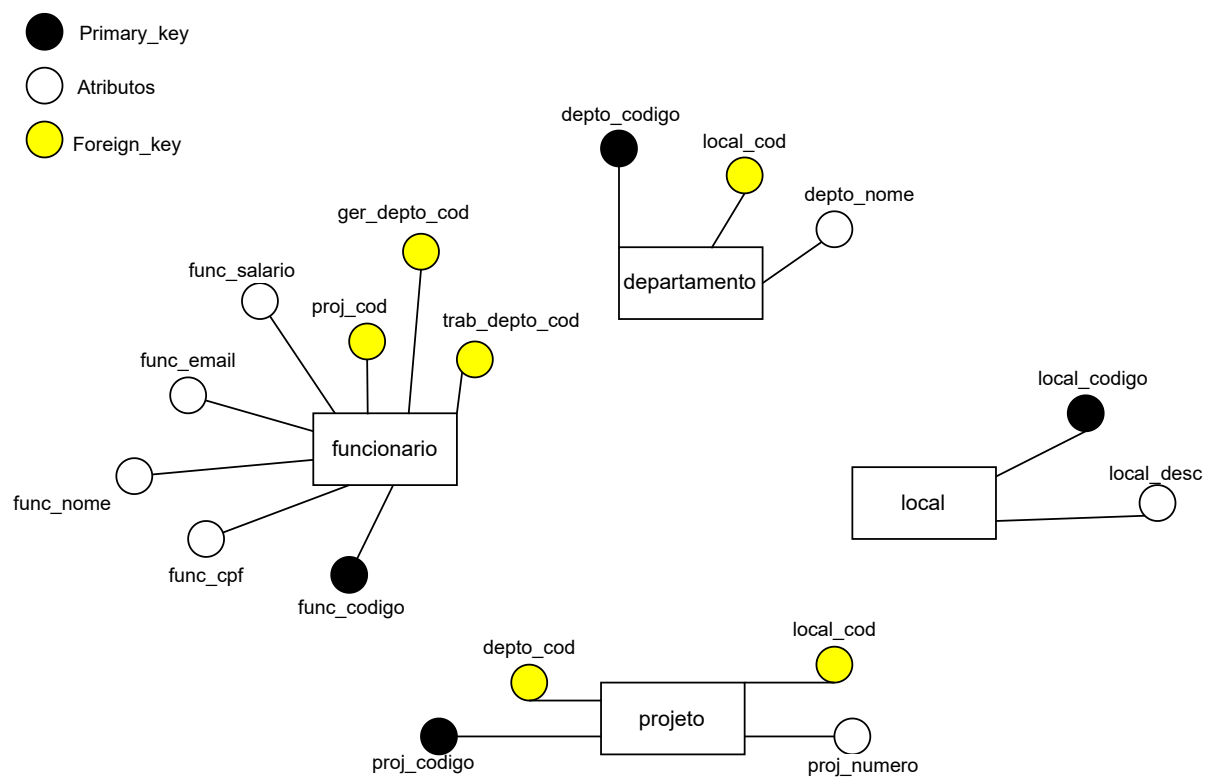 Primary_key
Atributos
Foreign_key
depto_codigo
local_cod
depto_nome
departamento
ger_depto_cod
func_salario
proj_cod
trab_depto_cod
func_email
funcionario
func_nome
func_cpf
func_codigo
local_codigo
local_desc
local
depto_cod
local_cod
projeto
proj_codigo
proj_numero